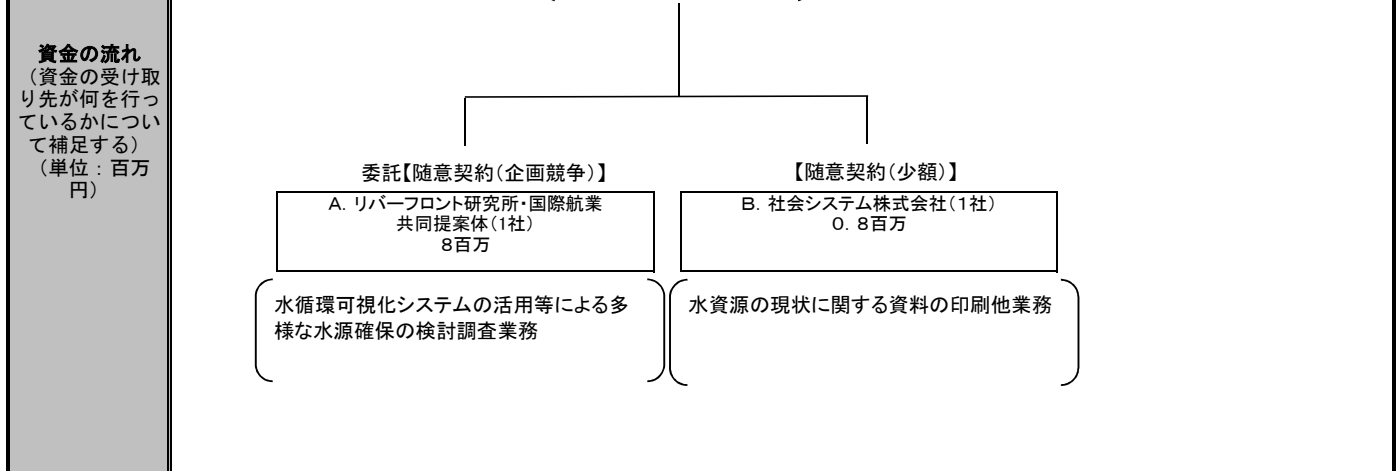 資金の流れ
（資金の受け取
り先が何を行っ
ているかについ
て補足する）
（単位：百万
円）
委託【随意契約（企画競争）】
A．リバーフロント研究所・国際航業
共同提案体（1社）
8百万
水循環可視化システムの活用等による多
様な水源確保の検討調査業務
【随意契約（少額）】
B．社会システム株式会社（1社）
0．8百万
水資源の現状に関する資料の印刷他業務